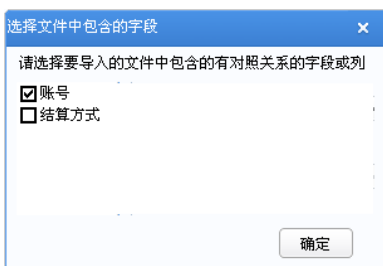 选择文件中包含的字段
请选择要导入的文件中包含的有对照关系的字段或列
账号
结算方式
确定